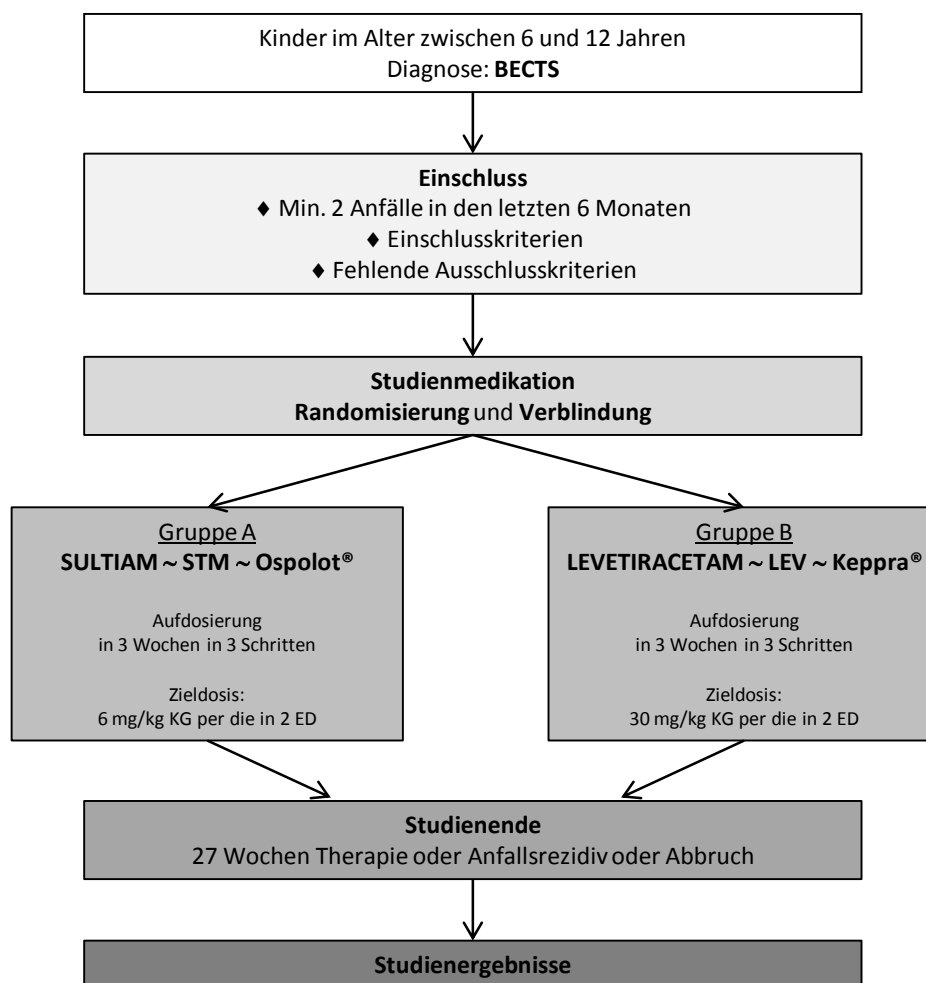 Kinder im Alter zwischen 6 und 12 Jahren
Diagnose: BECTS
Einschluss
♦ Min. 2 Anfälle in den letzten 6 Monaten
♦ Einschlusskriterien
♦ Fehlende Ausschlusskriterien
Studienmedikation
Randomisierung und Verblindung
Gruppe A
SULTIAM ~ STM ~ Ospolot®
Aufdosierung
in 3 Wochen in 3 Schritten
Zieldosis:
6 mg/kg KG per die in 2 ED
Gruppe B
LEVETIRACETAM ~ LEV ~ Keppra®
Aufdosierung
in 3 Wochen in 3 Schritten
Zieldosis:
30 mg/kg KG per die in 2 ED
Studienende
27 Wochen Therapie oder Anfallsrezidiv oder Abbruch
Studienergebnisse